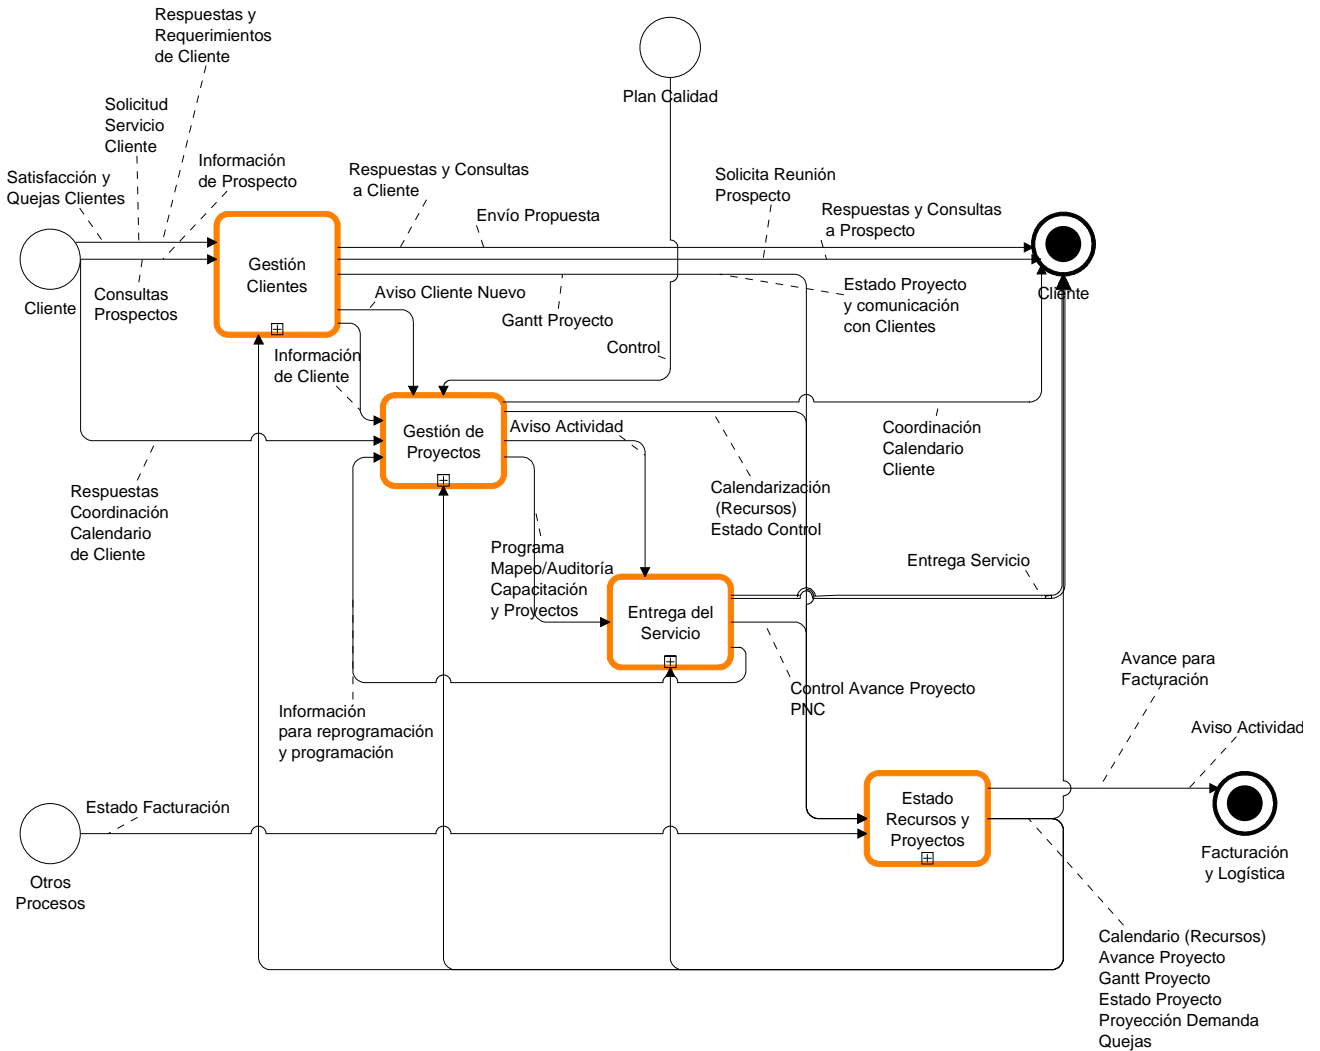 Respuestas y
Requerimientos
de Cliente
Plan Calidad
Solicitud
Servicio
Cliente
Satisfacción y
Quejas Clientes
Información
de Prospecto
Respuestas y Consultas
a Cliente
Envío Propuesta
Solicita Reunión
Prospecto
Respuestas y Consultas
a Prospecto
Gestión
Clientes
Cliente
Consultas
Prospectos
Aviso Cliente Nuevo
Gantt Proyecto
Estado Proyecto
y comunicación
con Clientes
Cliente
Información
de Cliente
Control
Gestión de
Proyectos
Aviso Actividad
Coordinación
Calendario
Cliente
Respuestas
Coordinación
Calendario
de Cliente
Calendarización
(Recursos)
Estado Control
Programa
Mapeo/Auditoría
Capacitación
y Proyectos
Entrega Servicio
Entrega del
Servicio
Control Avance Proyecto
PNC
Información
para reprogramación
y programación
Avance para
Facturación
Aviso Actividad
Estado Facturación
Otros
Procesos
Estado
Recursos y
Proyectos
Facturación
y Logística
Calendario (Recursos)
Avance Proyecto
Gantt Proyecto
Estado Proyecto
Proyección Demanda
Quejas